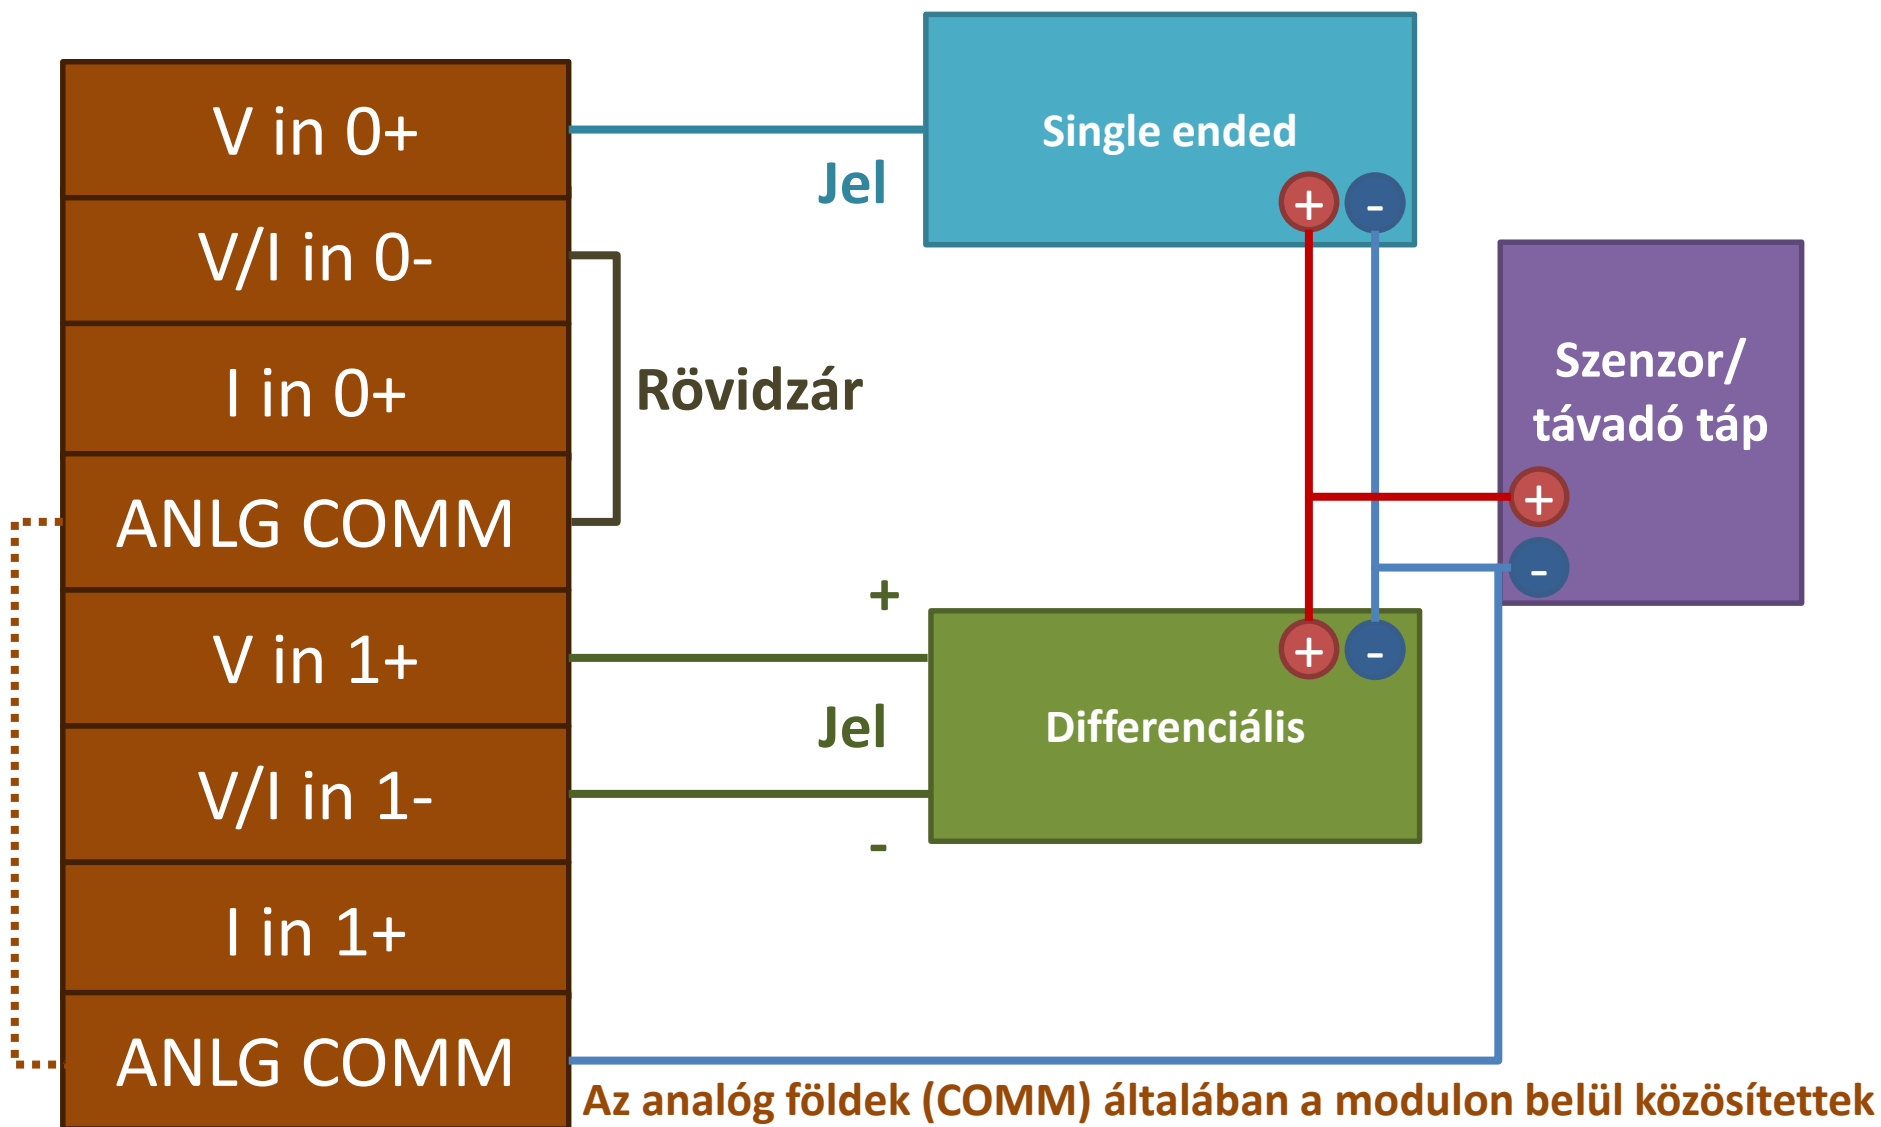 V in 0+
V/I in 0-
I in 0+
ANLG COMM
V in 1+
V/I in 1-
I in 1+
ANLG COMM
Jel
Rövidzár
+
Jel
-
Single ended
+ -
Szenzor/
távadó táp
+
-
+ -
Differenciális
Az analóg földek (COMM) általában a modulon belül közösítettek